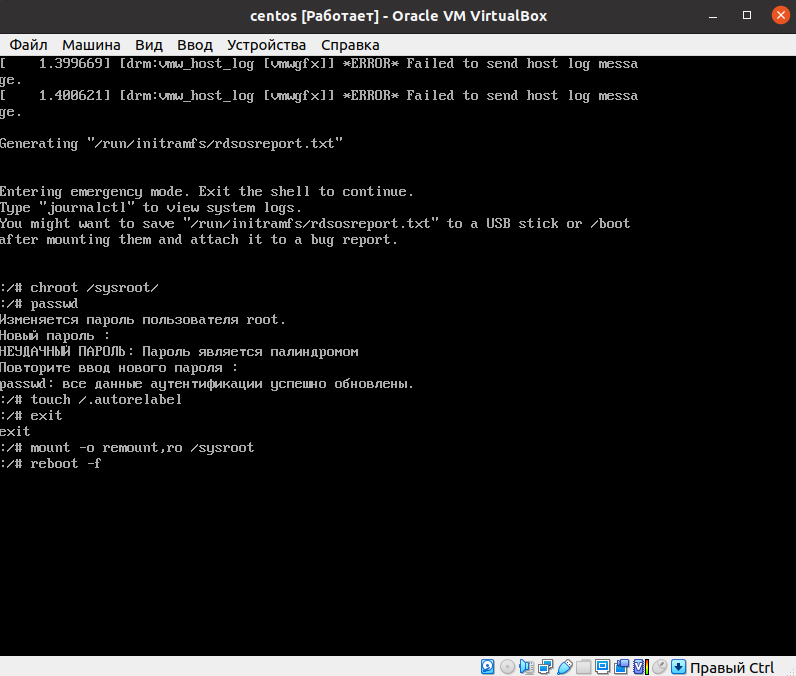 centos [Работает] - Oracle VM VirtualBox
Файл Машина Вид Ввод Устройства Справка
[    1.399669] [drm:vmw_host_log [vmwgfx]] *ERROR* Failed to send host log messa
ge.
[    1.400621] [drm:vmw_host_log [vmwgfx]] *ERROR* Failed to send host log messa
ge.
Generating "/run/initramfs/rdsosreport.txt"
Entering emergency mode. Exit the shell to continue.
Type "journalctl" to view system logs.
You might want to save "/run/initramfs/rdsosreport.txt" to a USB stick or /boot
after mounting them and attach it to a bug report.
:/# chroot /sysroot/
:/# passwd
Изменяется пароль пользователя root.
Новый пароль :
НЕУДАЧНЫЙ ПАРОЛЬ: Пароль является палиндромом
Повторите ввод нового пароля :
passwd: все данные аутентификации успешно обновлены.
:/# touch /.autorelabel
:/# exit
exit
:/# mount -o remount,ro /sysroot
:/# reboot -f
Правый Ctrl